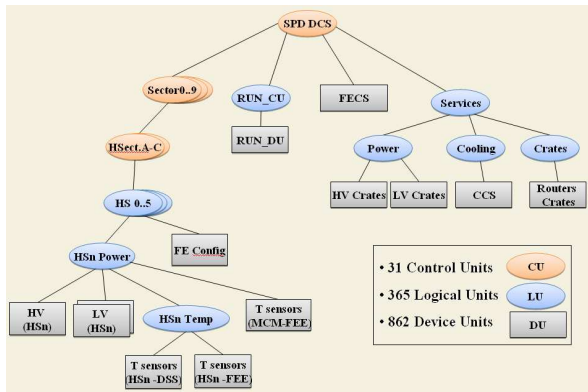 SPD DCS
Sector0..9
RUN_CU
FECS
Services
RUN_DU
HSect.A-C
Power
Cooling
Crates
HV Crates
LV Crates
CCS
Routers
Crates
HS 0..5
FE Config
HSn Power
• 31 Control Units
CU
• 365 Logical Units
LU
• 862 Device Units
DU
HV
(HSn)
LV
(HSn)
HSn Temp
T sensors
(MCM-FEE)
T sensors
(HSn -DSS)
T sensors
(HSn -FEE)